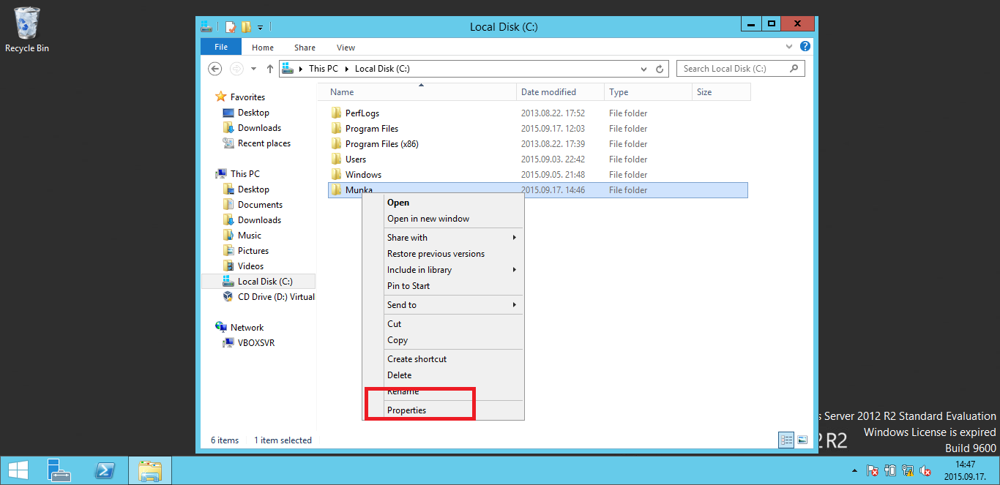 Recycle Bin
Local Disk (C:)
File Home Share View
This PC Local Disk (C:)
Search Local Disk (C:)
Name Date modified Type Size
Favorites
Desktop
Downloads
Recent places
This PC
Desktop
Documents
Downloads
Music
Pictures
Videos
Local Disk (C:)
CD Drive (D:) Virtual
Network
VBOXSVR
PerfLogs 2013.08.22. 17:52 File folder
Program Files 2015.09.17. 12:03 File folder
Program Files (x86) 2013.08.22. 17:39 File folder
Users 2015.09.03. 22:42 File folder
Windows 2015.09.05. 21:48 File folder
Munka 2015.09.17. 14:46 File folder
Open
Open in new window
Share with
Restore previous versions
Include in library
Pin to Start
Send to
Cut
Copy
Create shortcut
Delete
Rename
Properties
6 items 1 item selected
s Server 2012 R2 Standard Evaluation
Windows License is expired
2 R2
Build 9600
14:47
2015.09.17.